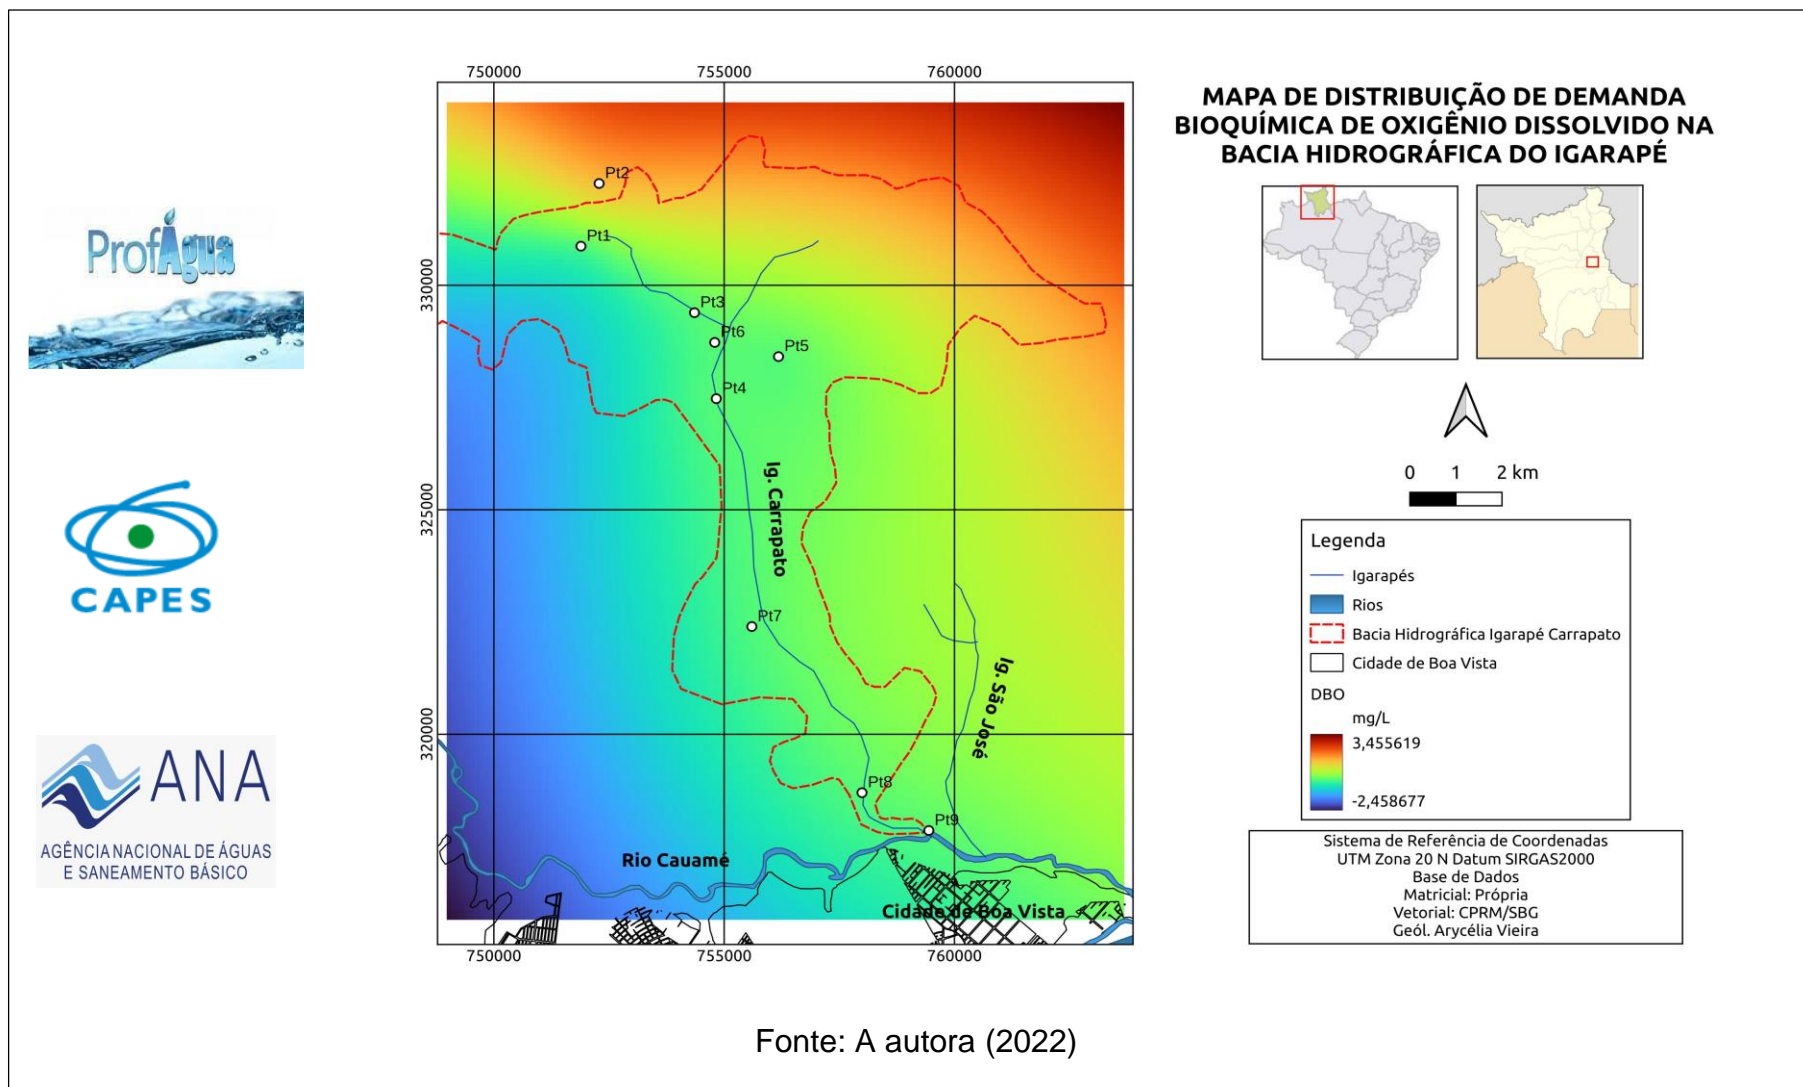 750000
755000
760000
MAPA DE DISTRIBUIÇÃO DE DEMANDA
BIOQUÍMICA DE OXIGÊNIO DISSOLVIDO NA
BACIA HIDROGRÁFICA DO IGARAPÉ
ProfÁgua
CAPES
ANA
AGÊNCIA NACIONAL DE ÁGUAS
E SANEAMENTO BÁSICO
330000
325000
320000
Pt2
Pt1
Pt3
Pt6
Pt5
Pt4
Ig. Carrapato
Pt7
Ig. São José
Pt8
Pt9
Rio Cauamé
Cidade de Boa Vista
750000
755000
760000
0 1 2 km
Legenda
Igarapés
Rios
Bacia Hidrográfica Igarapé Carrapato
Cidade de Boa Vista
DBO
mg/L
3,455619
-2,458677
Sistema de Referência de Coordenadas
UTM Zona 20 N Datum SIRGAS2000
Base de Dados
Matricial: Própria
Vetorial: CPRM/SBG
Geól. Arycélia Vieira
Fonte: A autora (2022)